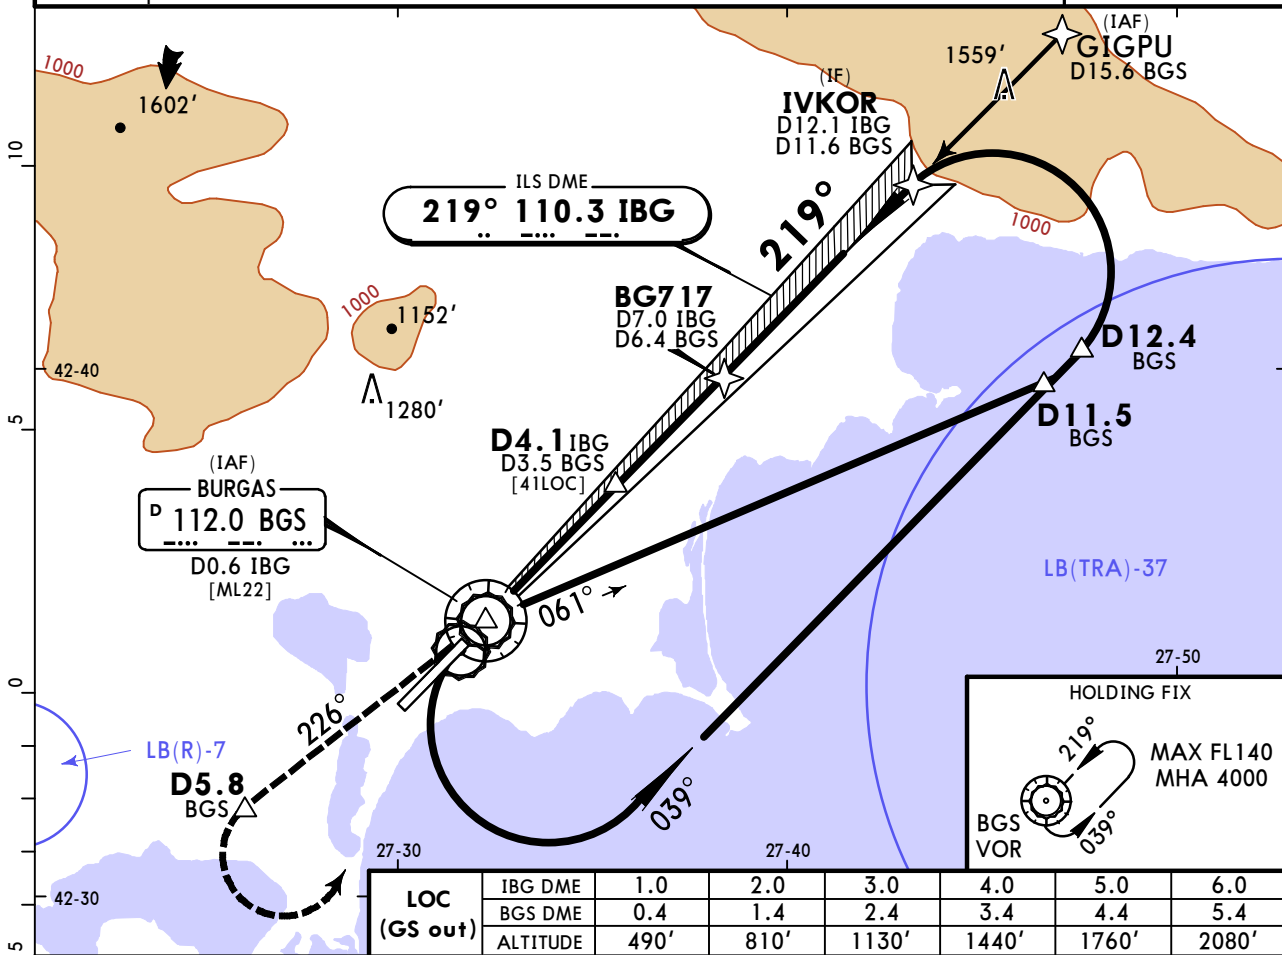 (IAF)
GIGPU
D15.6 BGS
1559'
1000
1602'
(IF)
IVKOR
D12.1 IBG
D11.6 BGS
10
ILS DME
219° 110.3 IBG
219°
1000
1000
1152'
BG717
D7.0 IBG
D6.4 BGS
D12.4
BGS
42-40
1280'
D11.5
BGS
5
D4.1 IBG
D3.5 BGS
[41LOC]
(IAF)
BURGAS
D 112.0 BGS
D0.6 IBG
[ML22]
061°
LB(TRA)-37
27-50
0
226°
LB(R)-7
D5.8
BGS
039°
HOLDING FIX
219°
MAX FL140
MHA 4000
BGS
VOR
039°
27-30
27-40
42-30
5
LOC
(GS out)
IBG DME 1.0 2.0 3.0 4.0 5.0 6.0
BGS DME 0.4 1.4 2.4 3.4 4.4 5.4
ALTITUDE 490' 810' 1130' 1440' 1760' 2080'